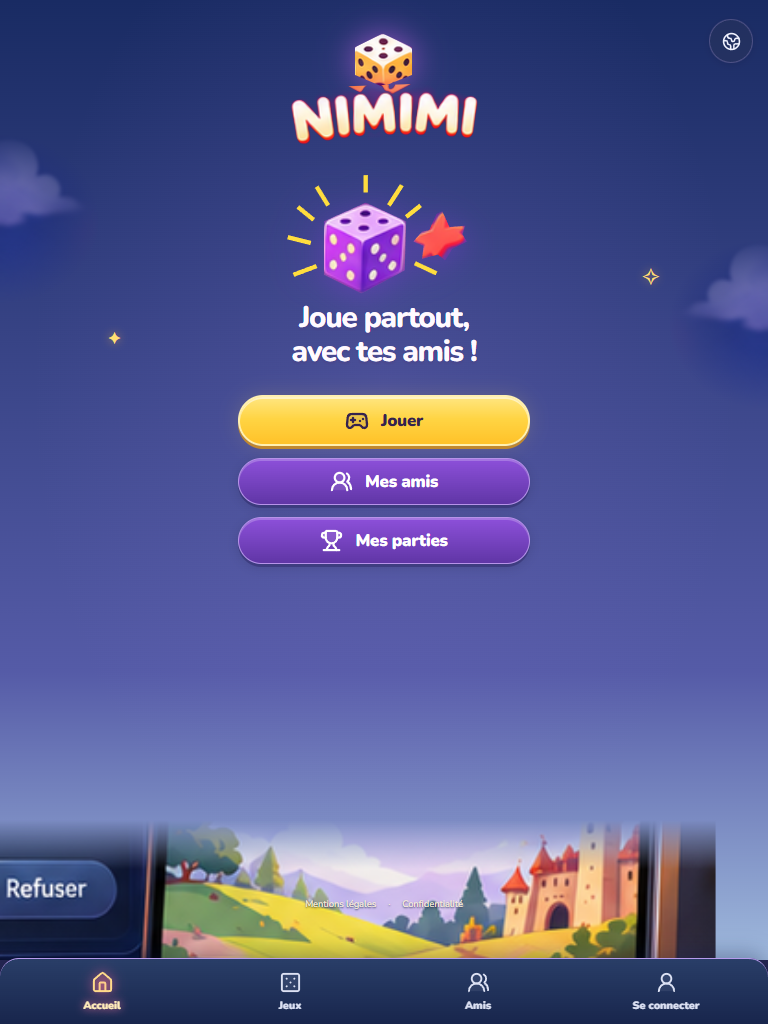 NIMIMI
Joue partout,
avec tes amis !
Jouer
Mes amis
Mes parties
Refuser
Mentions légales · Confidentialité
Accueil
Jeux
Amis
Se connecter